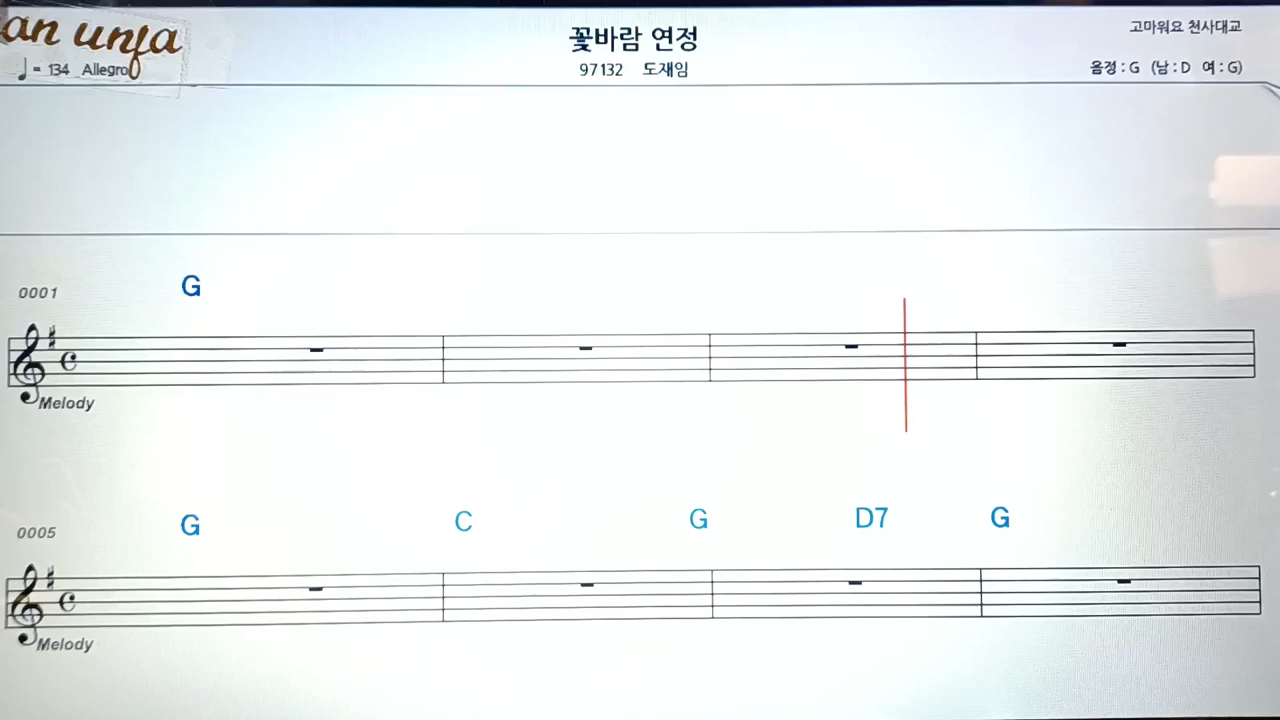 an unfa
♩= 134 Allegro
꽃바람 연정
97132 도재임
고마워요 천사대교
음정 : G (남 : D 여 : G)
0001 G
Melody
0005 G C G D7 G
Melody